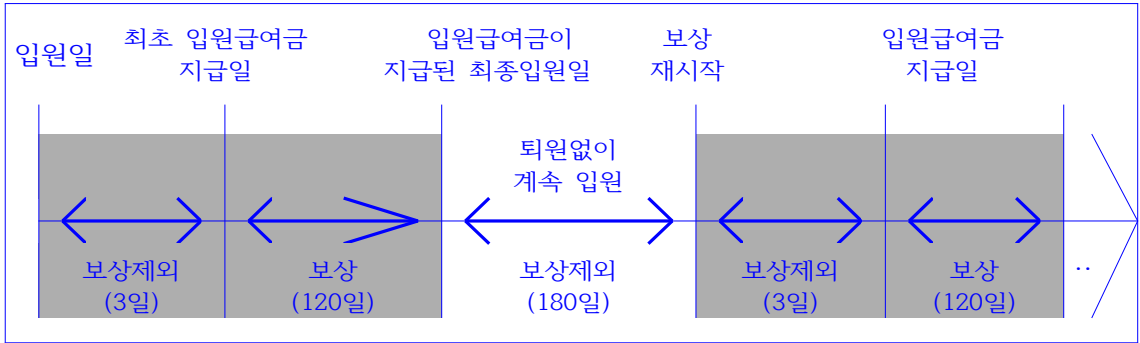 입원일
최초 입원급여금
지급일
입원급여금이
지급된 최종입원일
보상
재시작
입원급여금
지급일
퇴원없이
계속 입원
보상제외
(3일)
보상
(120일)
보상제외
(180일)
보상제외
(3일)
보상
(120일)
··